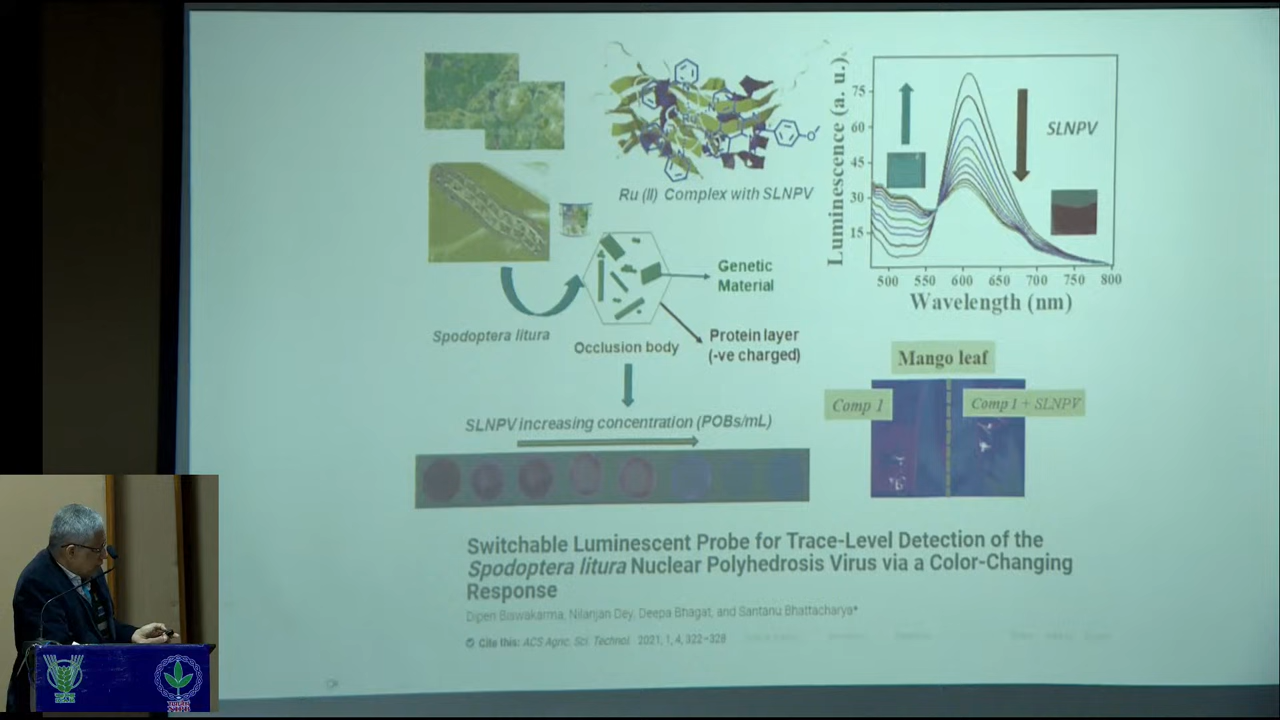 Ru (II) Complex with SLNPV
Spodoptera litura
Occlusion body
Genetic
Material
Protein layer
(-ve charged)
SLNPV increasing concentration (POBs/mL)
Luminescence (a. u.)
75
60
45
30
15
SLNPV
500 550 600 650 700 750 800
Wavelength (nm)
Mango leaf
Comp 1
Comp 1 + SLNPV
Switchable Luminescent Probe for Trace-Level Detection of the
Spodoptera litura Nuclear Polyhedrosis Virus via a Color-Changing
Response
Dipen Biswakarma, Nilanjan Dey, Deepa Bhagat, and Santanu Bhattacharya*
Cite this: ACS Agric. Sci. Technol. 2021, 1, 4, 322–328